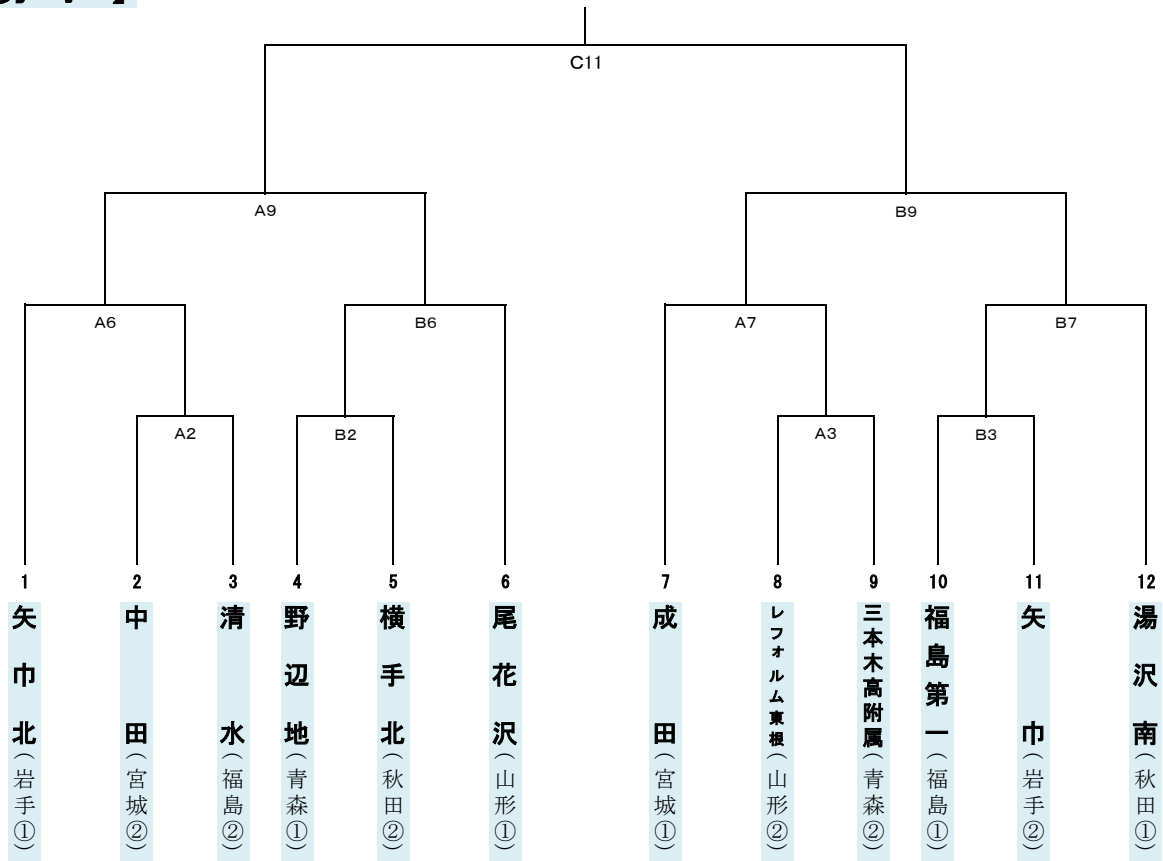 C11
A9
B9
A6
B6
A7
B7
A2
B2
A3
B3
1
2
3
4
5
6
7
8
9
10
11
12
矢巾北(岩手①)
中田(宮城②)
清水(福島②)
野辺地(青森①)
横手北(秋田②)
尾花沢(山形①)
成田(宮城①)
レフォルム東根(山形②)
三本木高附属(青森②)
福島第一(福島①)
矢巾(岩手②)
湯沢南(秋田①)